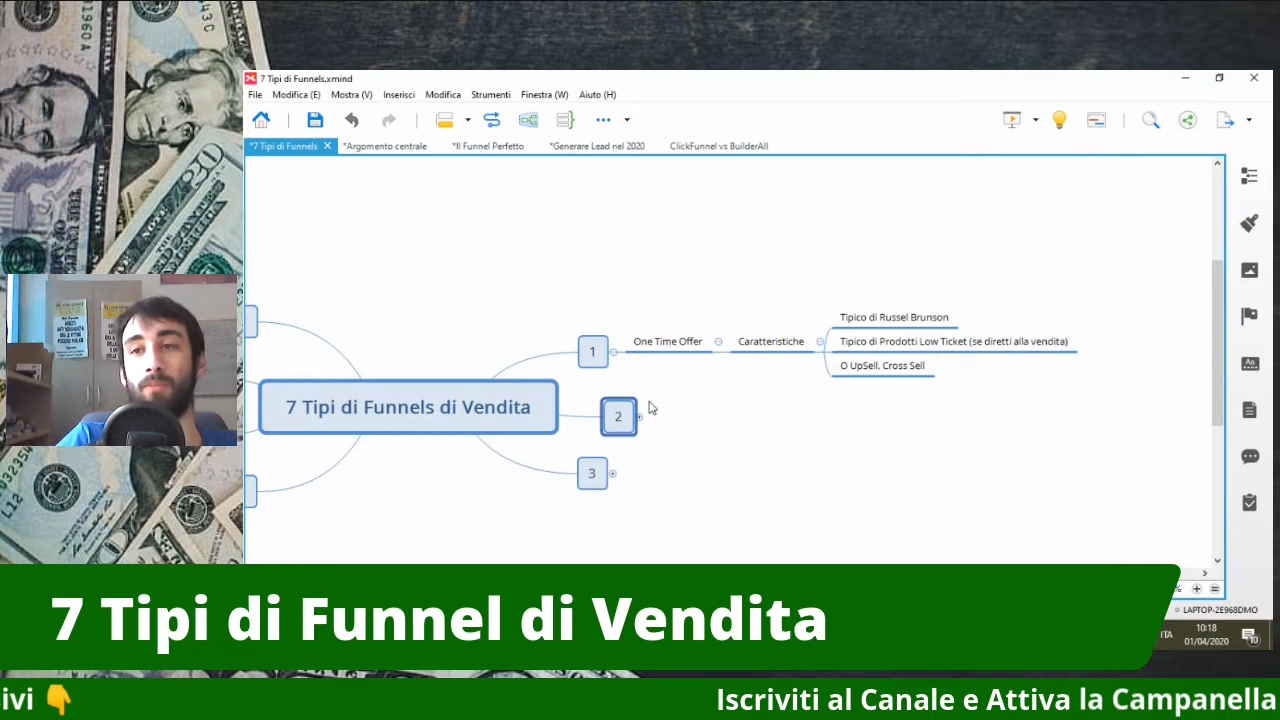 7 Tipi di Funnels.xmind
File Modifica (E) Mostra (V) Inserisci Modifica Strumenti Finestra (W) Aiuto (H)
*7 Tipi di Funnels *Argomento centrale *Il Funnel Perfetto *Generare Lead nel 2020 ClickFunnel vs BuilderAll
Tipico di Russel Brunson
1 One Time Offer Caratteristiche Tipico di Prodotti Low Ticket (se diretti alla vendita)
O UpSell, Cross Sell
7 Tipi di Funnels di Vendita
2
3
%
LAPTOP-2E968DMO
ITA
10:18
01/04/2020
10
7 Tipi di Funnel di Vendita
ivi 👇 Iscriviti al Canale e Attiva la Campanella